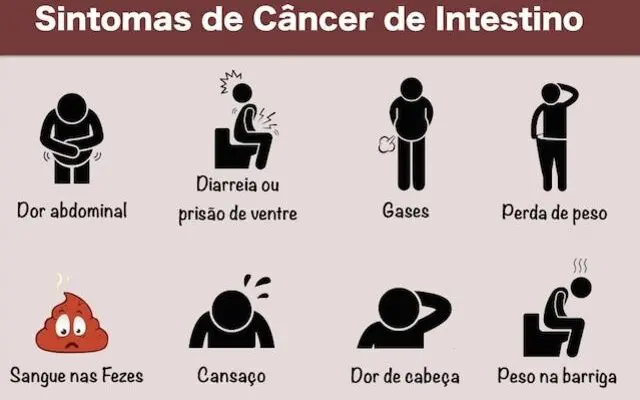 Sintomas de Câncer de Intestino
Dor abdominal
Diarreia ou
prisão de ventre
Gases
Perda de peso
Sangue nas Fezes
Cansaço
Dor de cabeça
Peso na barriga